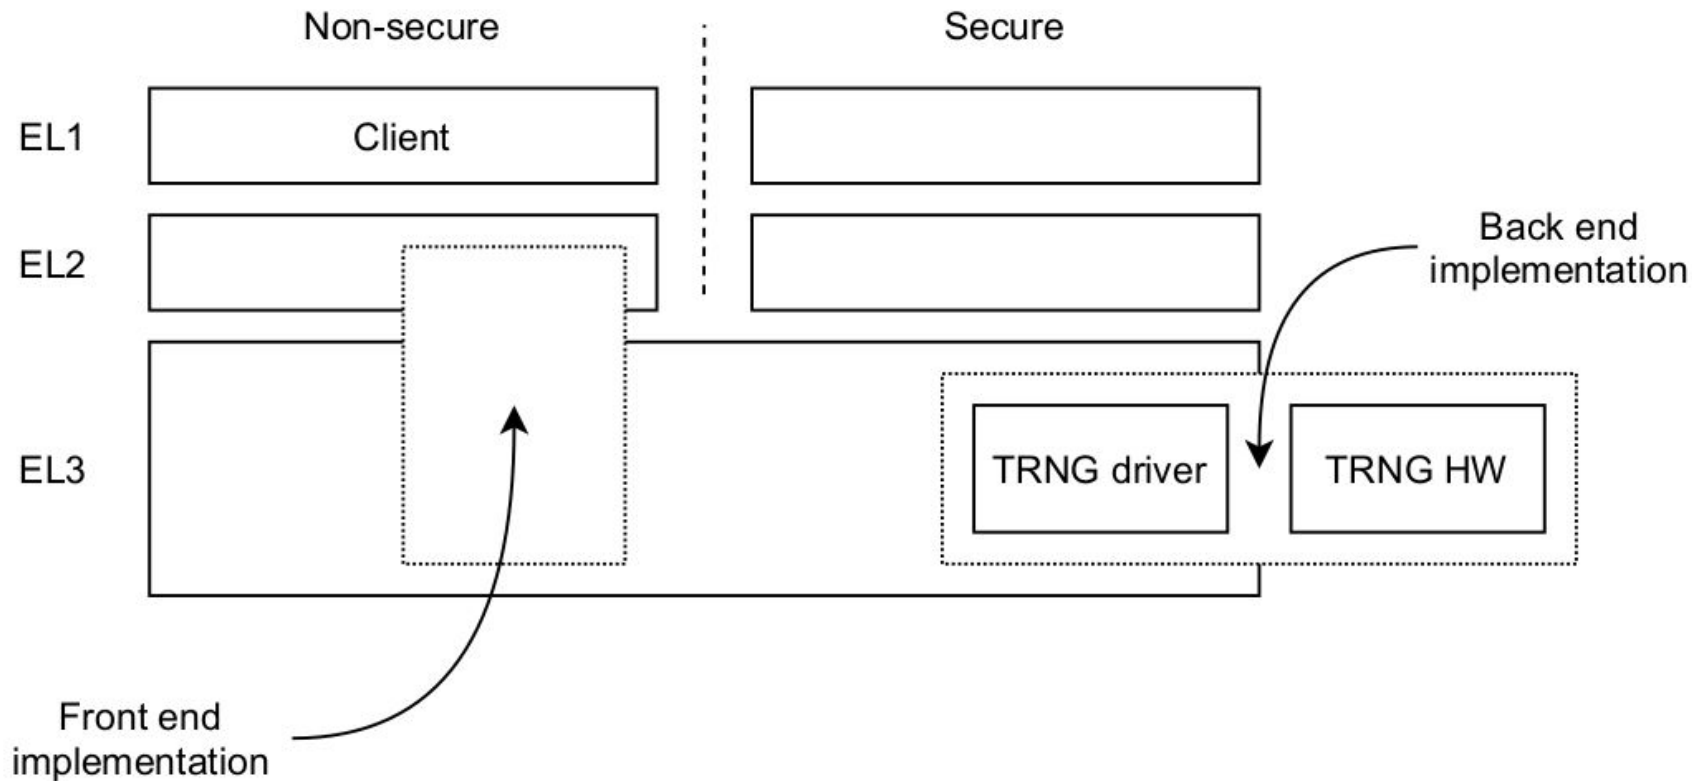 Non-secure
Secure
EL1
Client
EL2
Back end
implementation
EL3
TRNG driver
TRNG HW
Front end
implementation